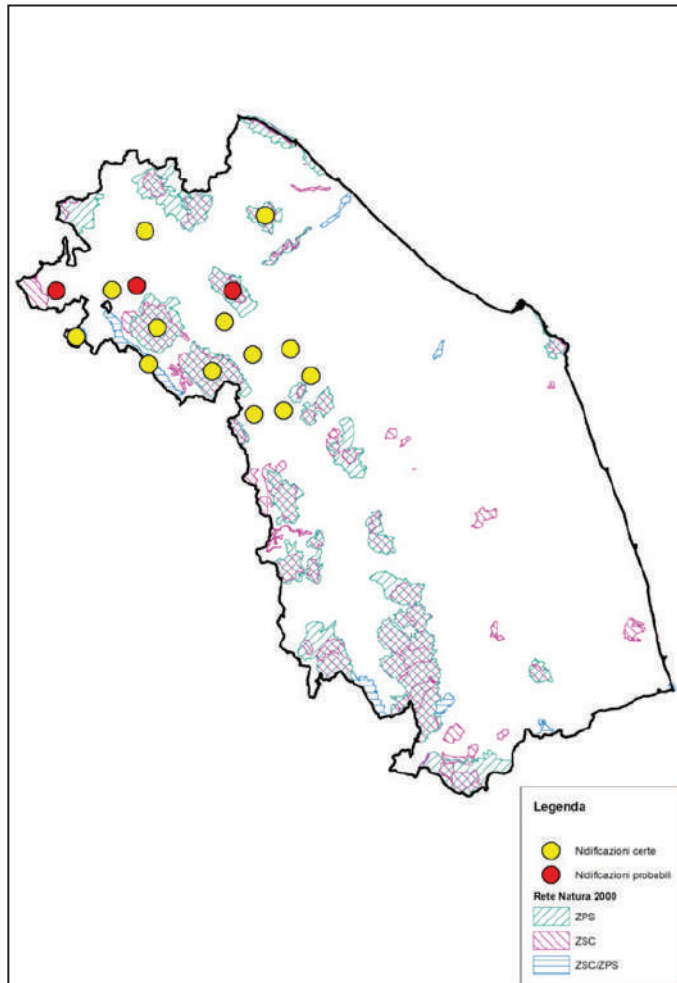 Legenda
Nidificazioni certe
Nidificazioni probabili
Rete Natura 2000
ZPS
ZSC
ZSC/ZPS